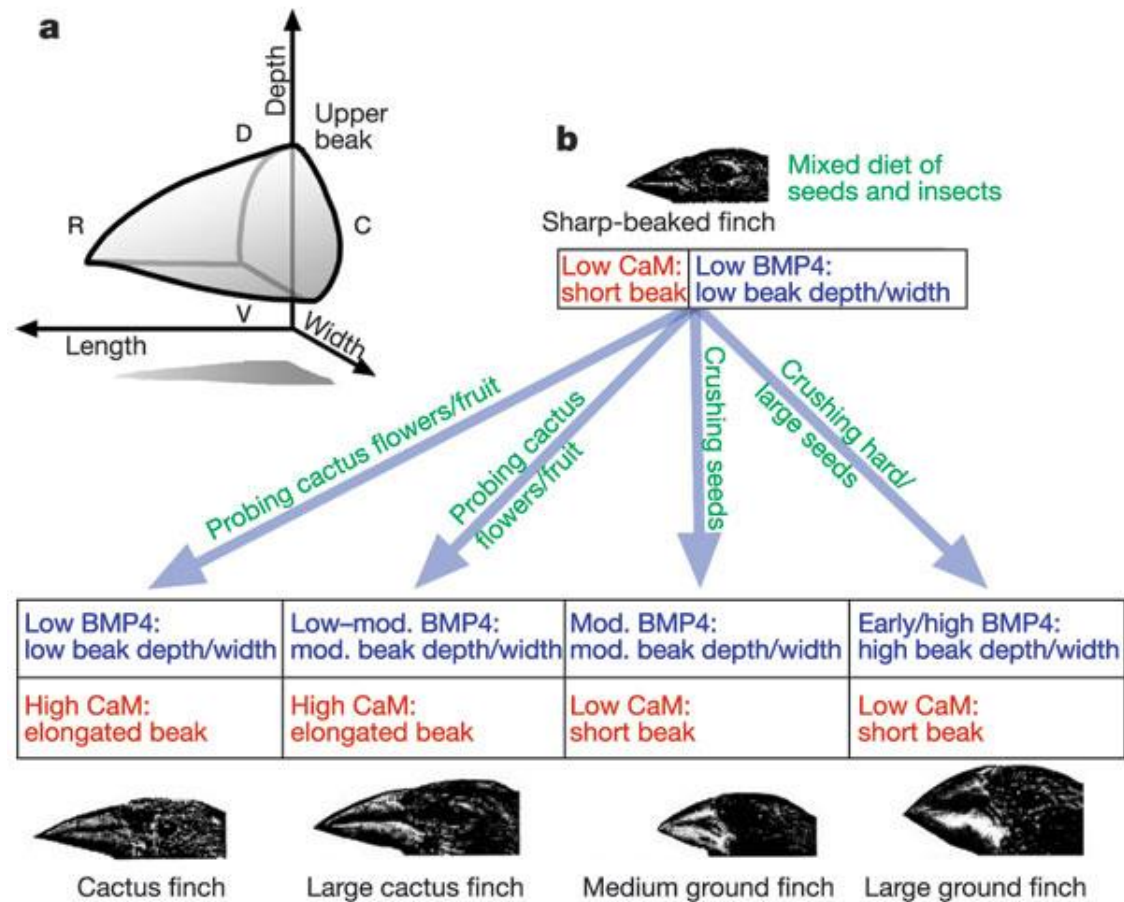 a
Depth
Upper
beak
D
R
C
V
Length
Width
b
Mixed diet of
seeds and insects
Sharp-beaked finch
Low CaM:
short beak
Low BMP4:
low beak depth/width
Probing cactus flowers/fruit
Probing cactus
flowers/fruit
Crushing seeds
Crushing hard/
large seeds
Low BMP4:
low beak depth/width
Low–mod. BMP4:
mod. beak depth/width
Mod. BMP4:
mod. beak depth/width
Early/high BMP4:
high beak depth/width
High CaM:
elongated beak
High CaM:
elongated beak
Low CaM:
short beak
Low CaM:
short beak
Cactus finch
Large cactus finch
Medium ground finch
Large ground finch